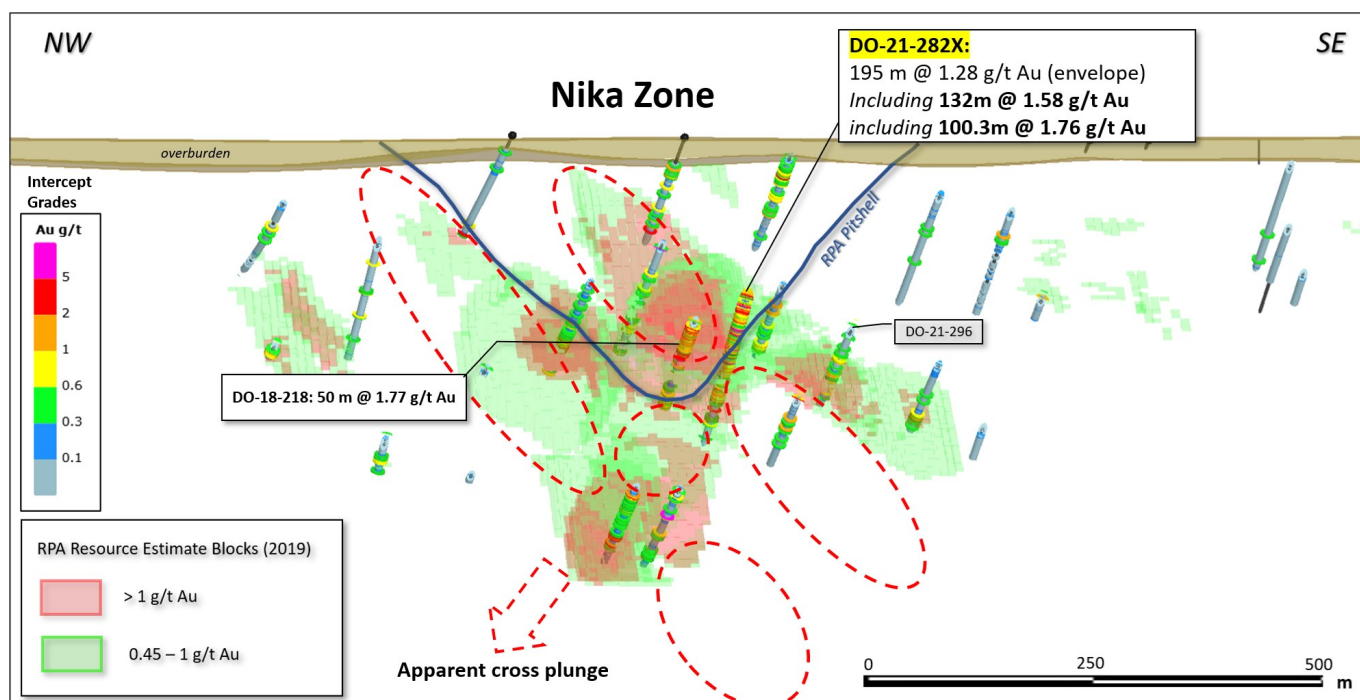 NW
SE
Nika Zone
DO-21-282X:
195 m @ 1.28 g/t Au (envelope)
Including 132m @ 1.58 g/t Au
including 100.3m @ 1.76 g/t Au
overburden
Intercept
Grades
Au g/t
5
2
1
0.6
0.3
0.1
RPA Pitshell
DO-21-296
DO-18-218: 50 m @ 1.77 g/t Au
RPA Resource Estimate Blocks (2019)
> 1 g/t Au
0.45 – 1 g/t Au
Apparent cross plunge
0
250
500
m